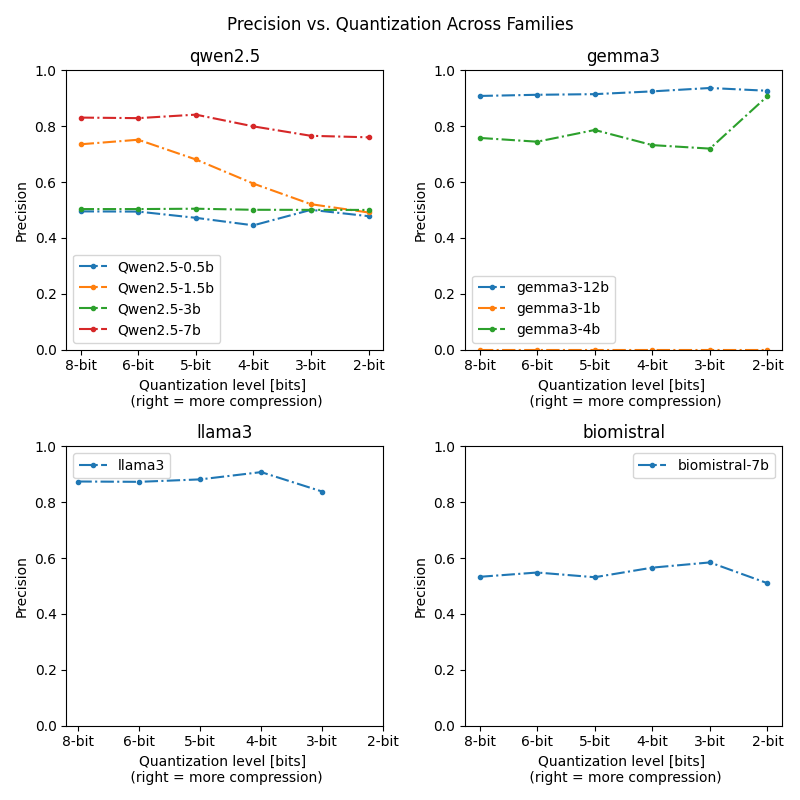 Precision vs. Quantization Across Families
qwen2.5
1.0
0.8
0.6
0.4
0.2
0.0
Precision
Qwen2.5-0.5b
Qwen2.5-1.5b
Qwen2.5-3b
Qwen2.5-7b
8-bit 6-bit 5-bit 4-bit 3-bit 2-bit
Quantization level [bits]
(right = more compression)
gemma3
1.0
0.8
0.6
0.4
0.2
0.0
Precision
gemma3-12b
gemma3-1b
gemma3-4b
8-bit 6-bit 5-bit 4-bit 3-bit 2-bit
Quantization level [bits]
(right = more compression)
llama3
1.0
0.8
0.6
0.4
0.2
0.0
Precision
llama3
8-bit 6-bit 5-bit 4-bit 3-bit 2-bit
Quantization level [bits]
(right = more compression)
biomistral
1.0
0.8
0.6
0.4
0.2
0.0
Precision
biomistral-7b
8-bit 6-bit 5-bit 4-bit 3-bit 2-bit
Quantization level [bits]
(right = more compression)